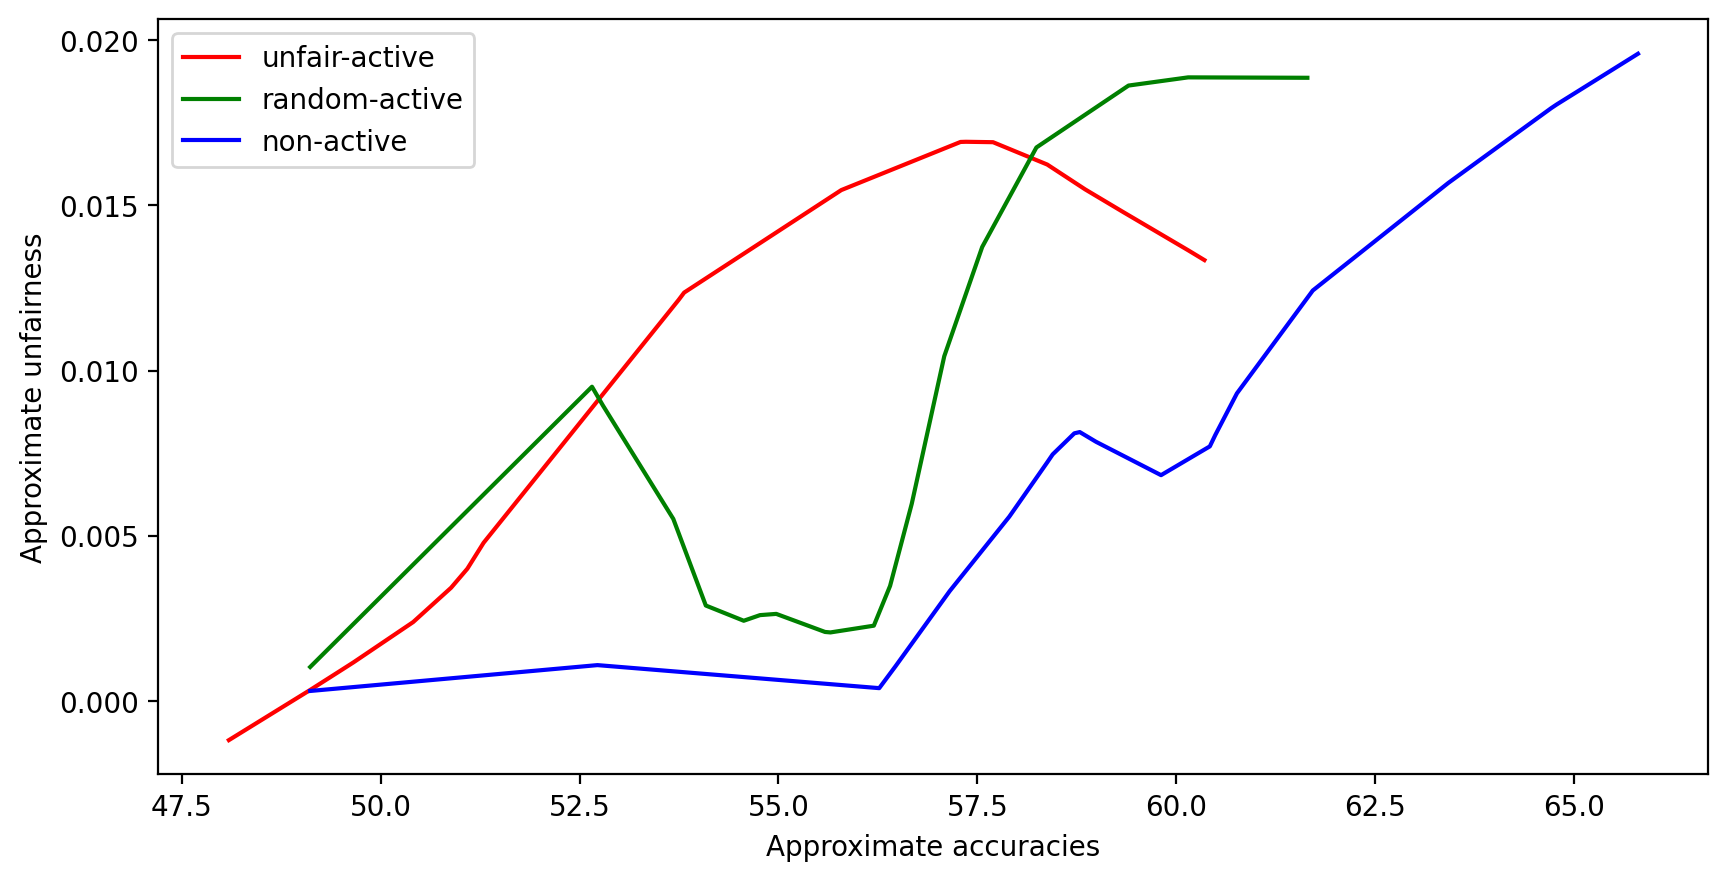 unfair-active
random-active
non-active
0.020
0.015
0.010
0.005
0.000
Approximate unfairness
47.5 50.0 52.5 55.0 57.5 60.0 62.5 65.0
Approximate accuracies